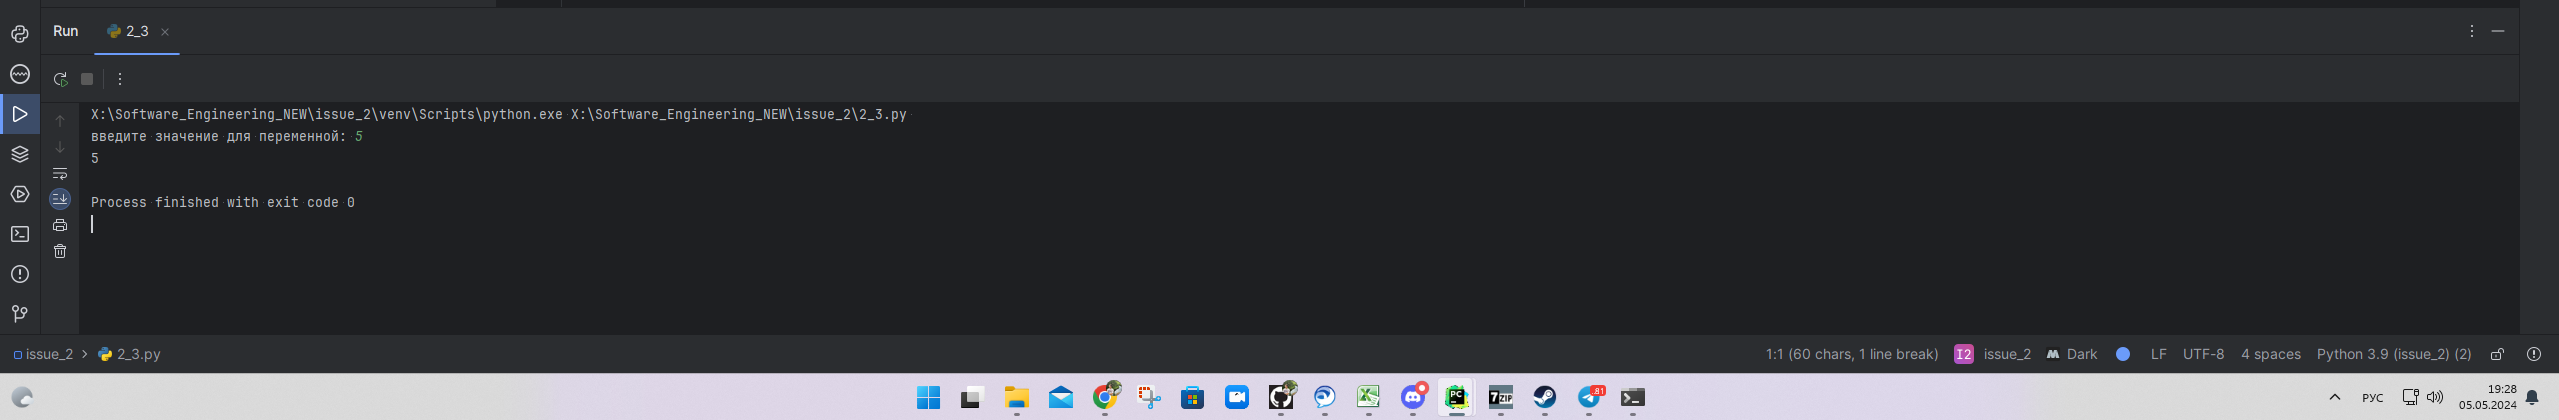 Run 2_3
X:\Software_Engineering_NEW\issue_2\venv\Scripts\python.exe X:\Software_Engineering_NEW\issue_2\2_3.py
введите значение для переменной: 5
5
Process finished with exit code 0
issue_2 > 2_3.py 1:1 (60 chars, 1 line break) I2 issue_2 Dark LF UTF-8 4 spaces Python 3.9 (issue_2) (2)
PC 7ZIP 81 РУС 19:28
05.05.2024